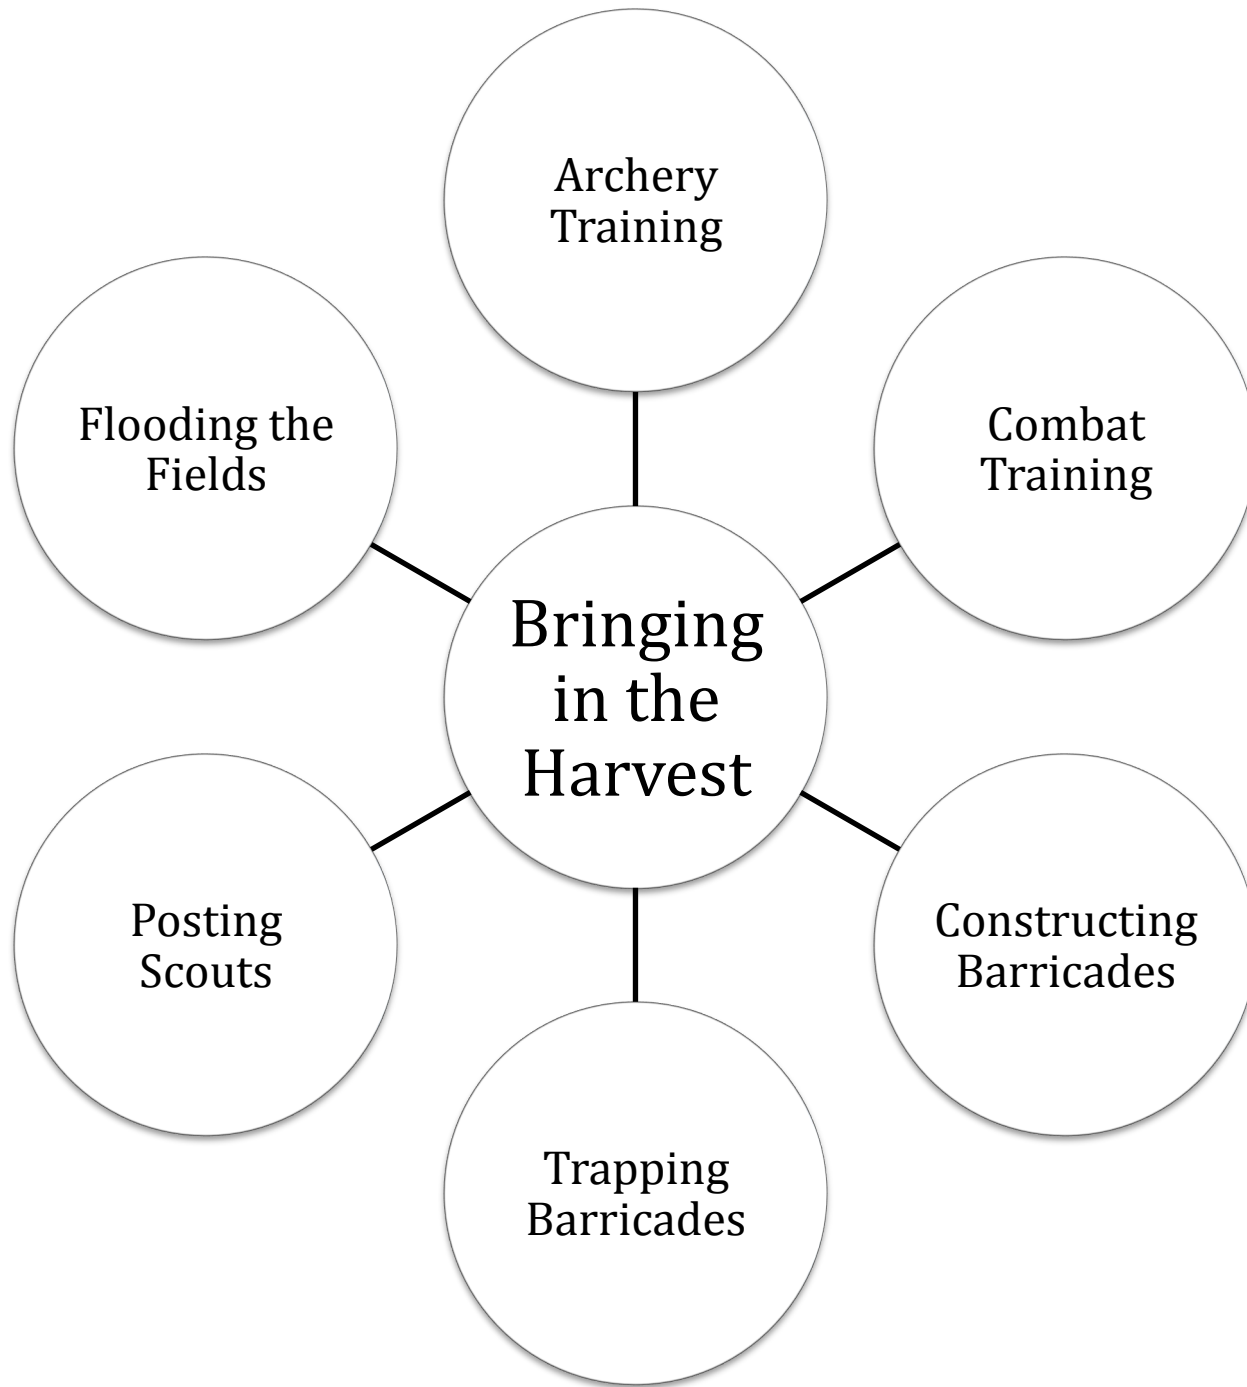 Archery
Training
Flooding the
Fields
Combat
Training
Bringing
in the
Harvest
Posting
Scouts
Constructing
Barricades
Trapping
Barricades